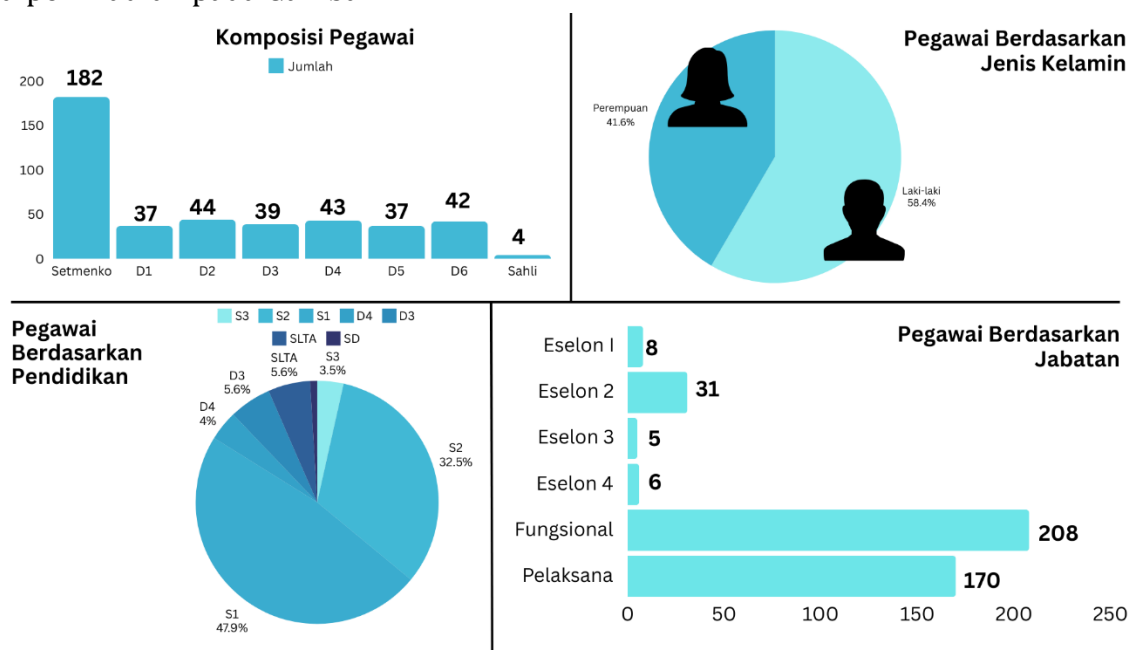 Komposisi Pegawai
Jumlah
200
150
100
50
0
182
37
44
39
43
37
42
4
Setmenko
D1
D2
D3
D4
D5
D6
Sahli
Pegawai Berdasarkan
Jenis Kelamin
Perempuan
41.6%
Laki-laki
58.4%
Pegawai
Berdasarkan
Pendidikan
S3
S2
S1
D4
D3
SLTA
SD
SLTA
5.6%
S3
3.5%
D3
5.6%
D4
4%
S2
32.5%
S1
47.9%
Pegawai Berdasarkan
Jabatan
Eselon I
8
Eselon 2
31
Eselon 3
5
Eselon 4
6
Fungsional
208
Pelaksana
170
0
50
100
150
200
250